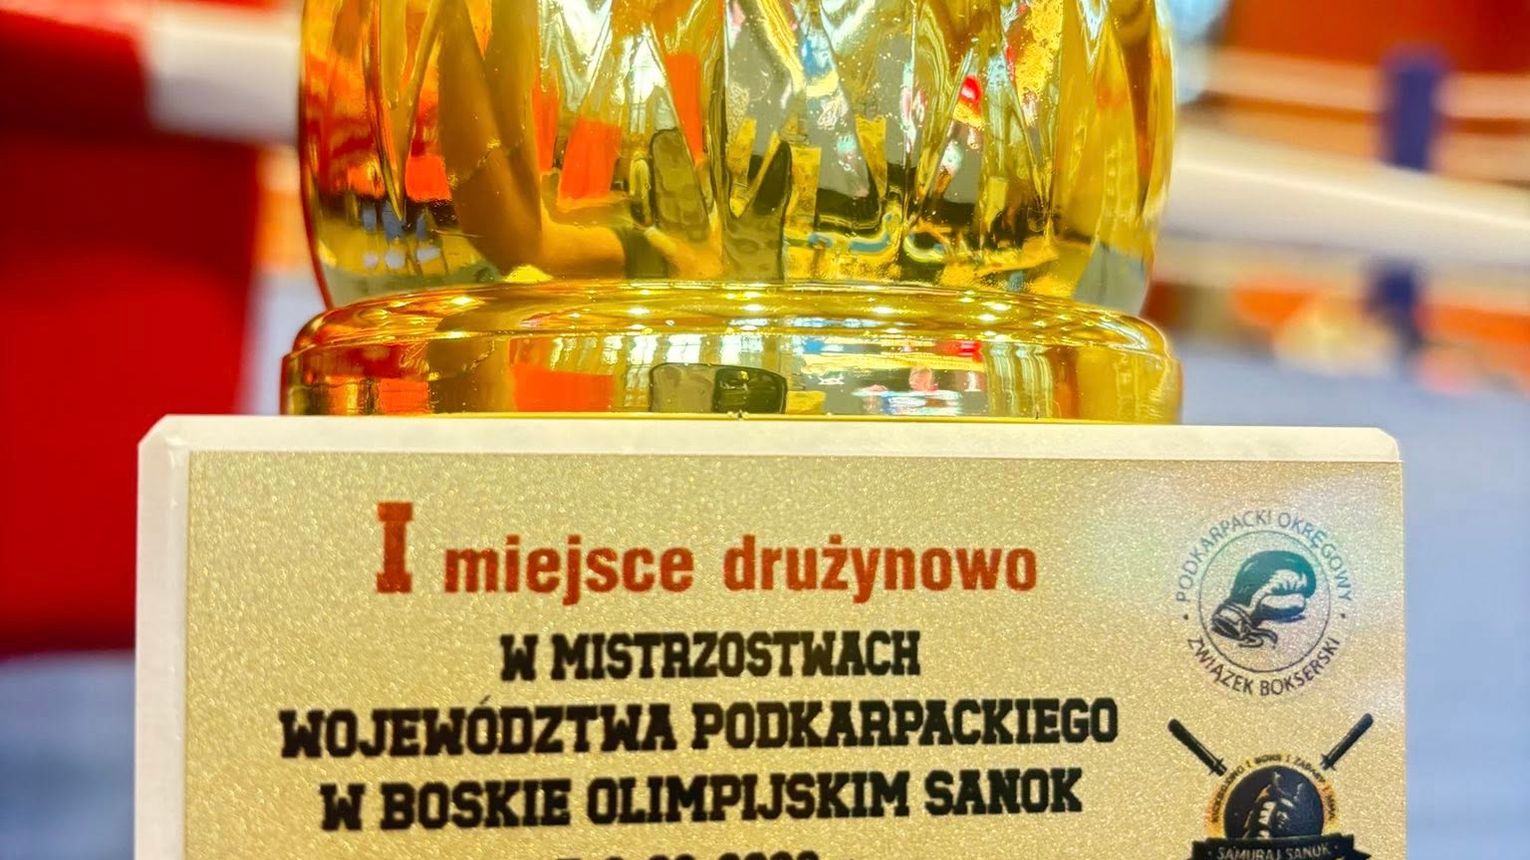 I miejsce drużynowo
W MISTRZOSTWACH
WOJEWÓDZTWA PODKARPACKIEGO
W BOSKIE OLIMPIJSKIM SANOK
PODKARPACKI OKRĘGOWY
ZWIĄZEK BOKSERSKI
SAMURAJ SANOK